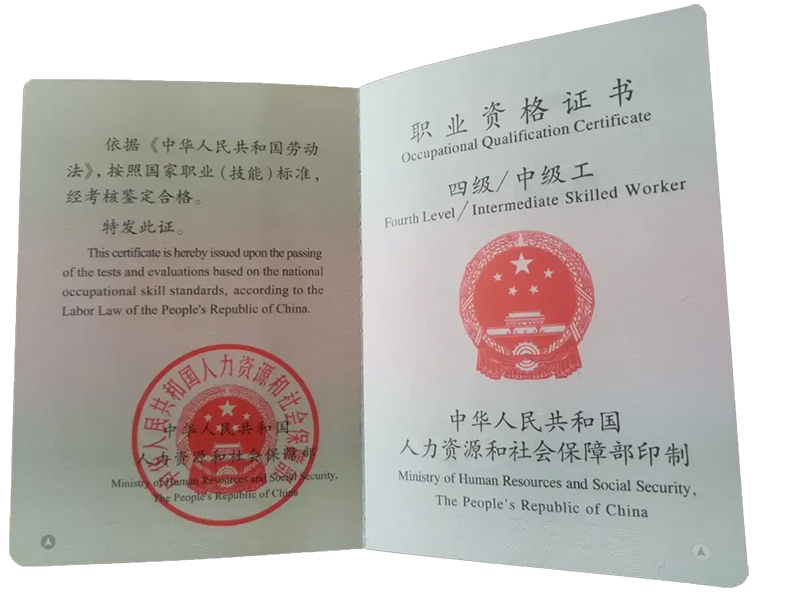 依据《中华人民共和国劳动
法》，按照国家职业（技能）标准，
经考核鉴定合格。
特发此证。
This certificate is hereby issued upon the passing
of the tests and evaluations based on the national
occupational skill standards, according to the
Labor Law of the People's Republic of China.
中华人民共和国人力资源和社会保障部
中华人民共和国
人力资源和社会保障部
Ministry of Human Resources and Social Security,
The People's Republic of China
职业资格证书
Occupational Qualification Certificate
四级/中级工
Fourth Level/Intermediate Skilled Worker
中华人民共和国
人力资源和社会保障部印制
Ministry of Human Resources and Social Security,
The People's Republic of China